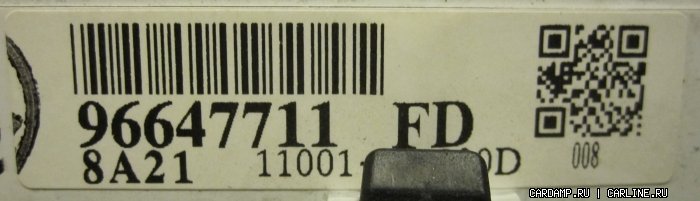 96647711 FD
8A21 11001-
008
CARDAMP.RU | CARLINE.RU